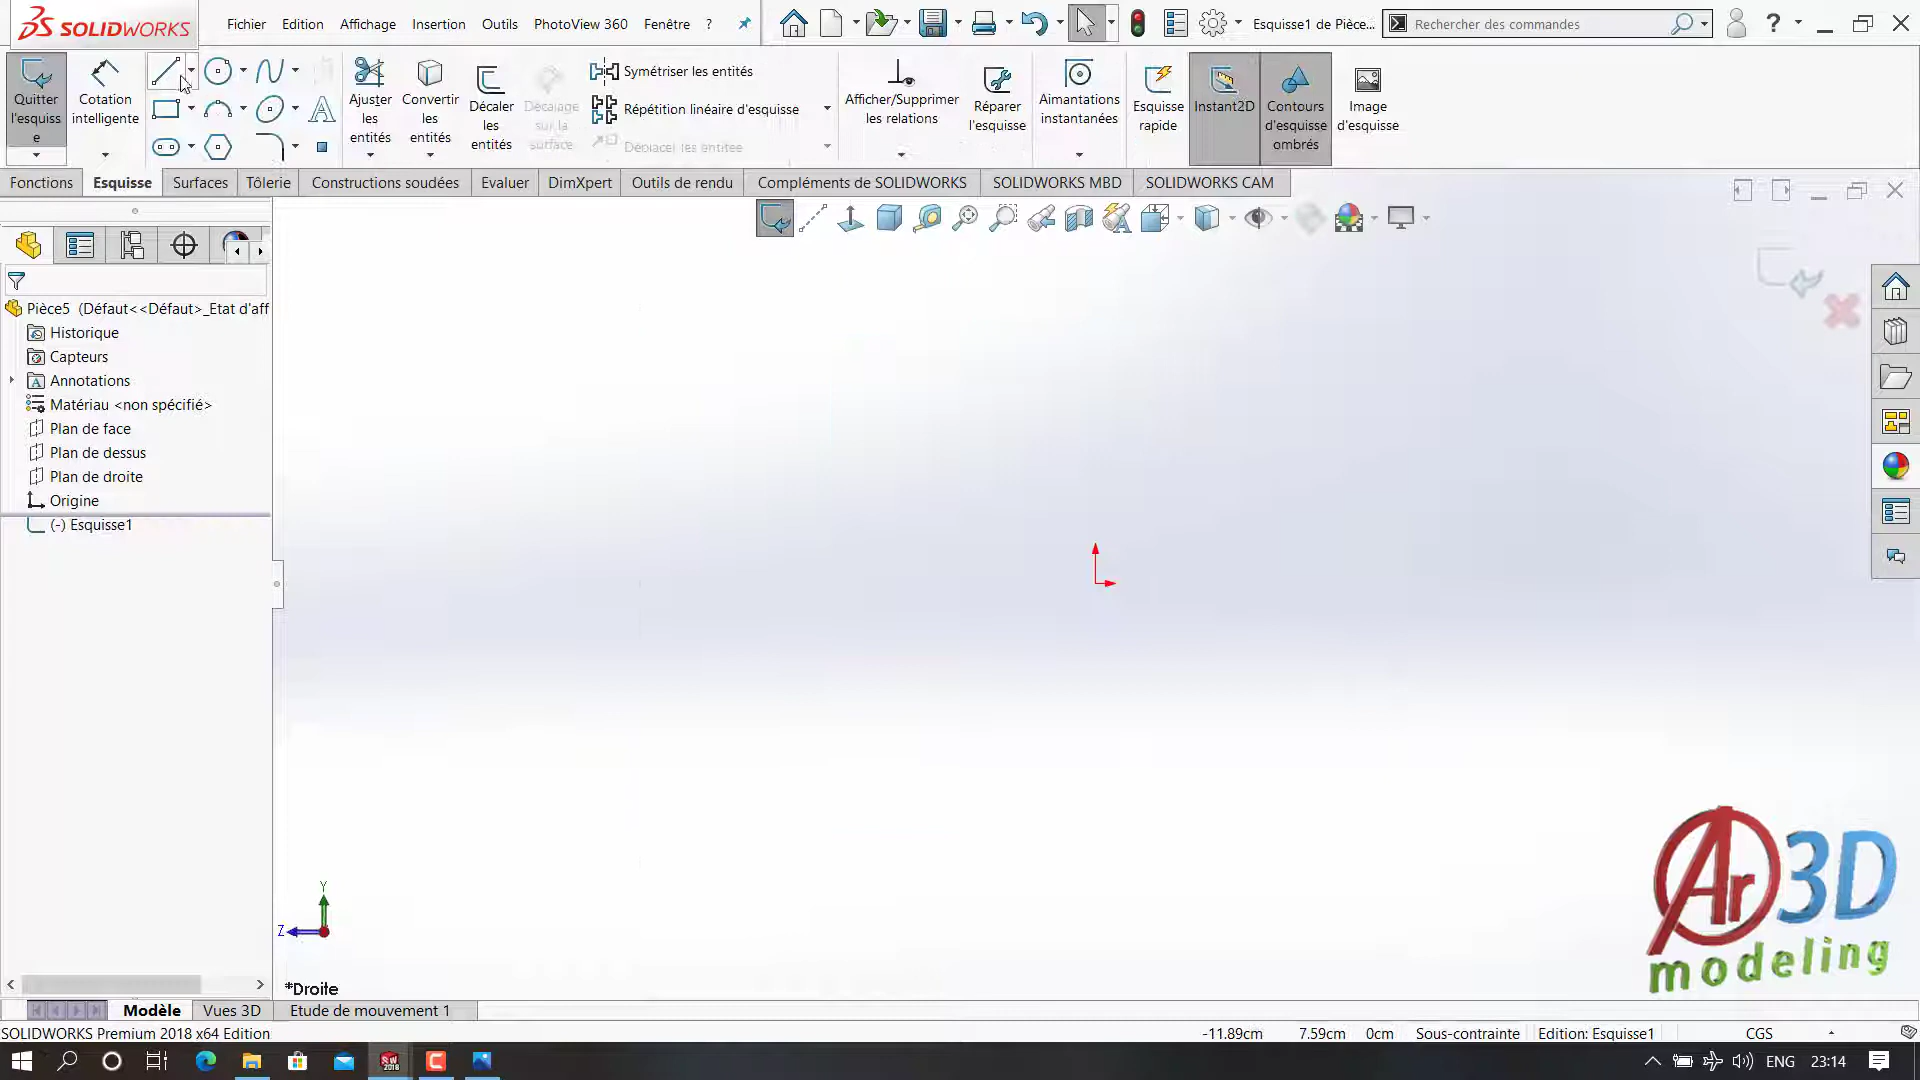 SOLIDWORKS
Fichier Edition Affichage Insertion Outils PhotoView 360 Fenêtre ?
Esquisse1 de Pièce...
Rechercher des commandes
?
Quitter l'esquiss e
Cotation intelligente
Ajuster les entités
Convertir les entités
Décaler les entités
Décalage sur la surface
Symétriser les entités
Répétition linéaire d'esquisse
Déplacer les entitée
Afficher/Supprimer les relations
Réparer l'esquisse
Aimantations instantanées
Esquisse rapide
Instant2D
Contours d'esquisse ombrés
Image d'esquisse
Fonctions Esquisse Surfaces Tôlerie Constructions soudées Evaluer DimXpert Outils de rendu Compléments de SOLIDWORKS SOLIDWORKS MBD SOLIDWORKS CAM
Pièce5 (Défaut<<Défaut>_Etat d'aff
Historique
Capteurs
Annotations
Matériau <non spécifié>
Plan de face
Plan de dessus
Plan de droite
Origine
(-) Esquisse1
Y
Z
*Droite
Ar 3D
modeling
Modèle Vues 3D Etude de mouvement 1
SOLIDWORKS Premium 2018 x64 Edition
-11.89cm 7.59cm 0cm Sous-contrainte Edition: Esquisse1 CGS
SW 2018
ENG 23:14